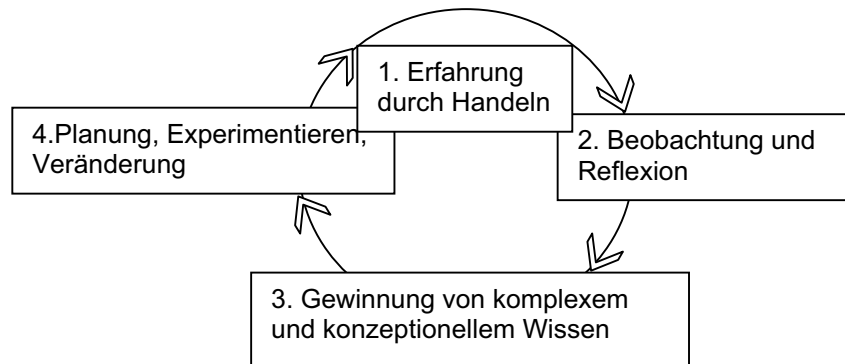 1. Erfahrung
durch Handeln
2. Beobachtung und
Reflexion
3. Gewinnung von komplexem
und konzeptionellem Wissen
4.Planung, Experimentieren,
Veränderung